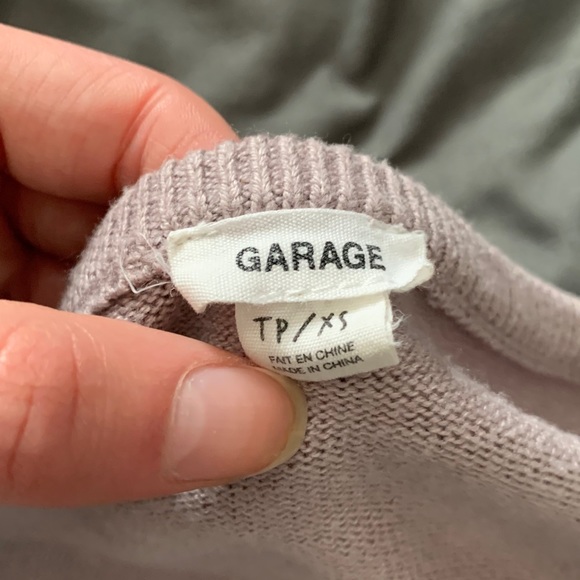 GARAGE
TP/XS
FAIT EN CHINE
MADE IN CHINA